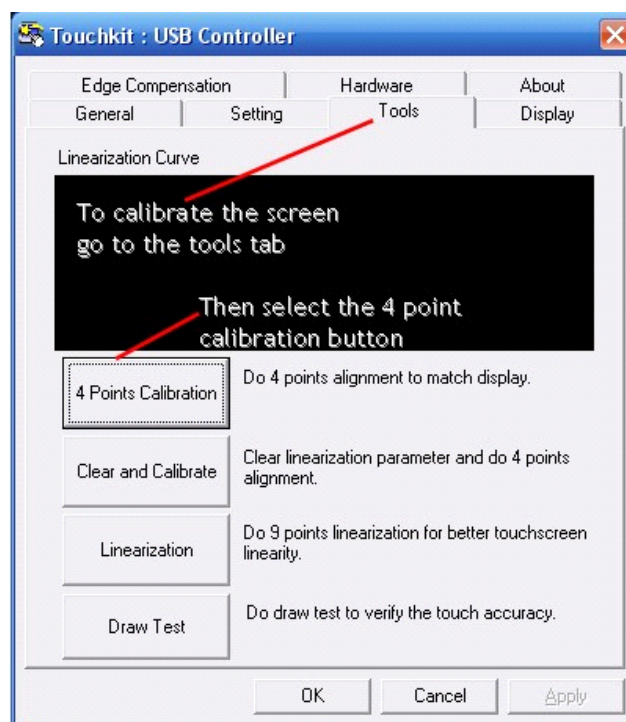 Touchkit : USB Controller
Edge Compensation
Hardware
About
General
Setting
Tools
Display
Linearization Curve
To calibrate the screen
go to the tools tab
Then select the 4 point
calibration button
4 Points Calibration
Do 4 points alignment to match display.
Clear and Calibrate
Clear linearization parameter and do 4 points
alignment.
Linearization
Do 9 points linearization for better touchscreen
linearity.
Draw Test
Do draw test to verify the touch accuracy.
OK
Cancel
Apply